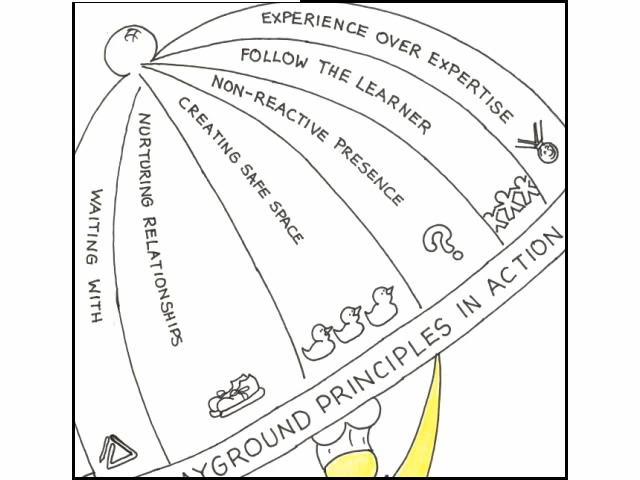 EXPERIENCE OVER EXPERTISE
FOLLOW THE LEARNER
NON-REACTIVE PRESENCE
CREATING SAFE SPACE
NURTURING RELATIONSHIPS
WAITING WITH
AYGROUND PRINCIPLES IN ACTION